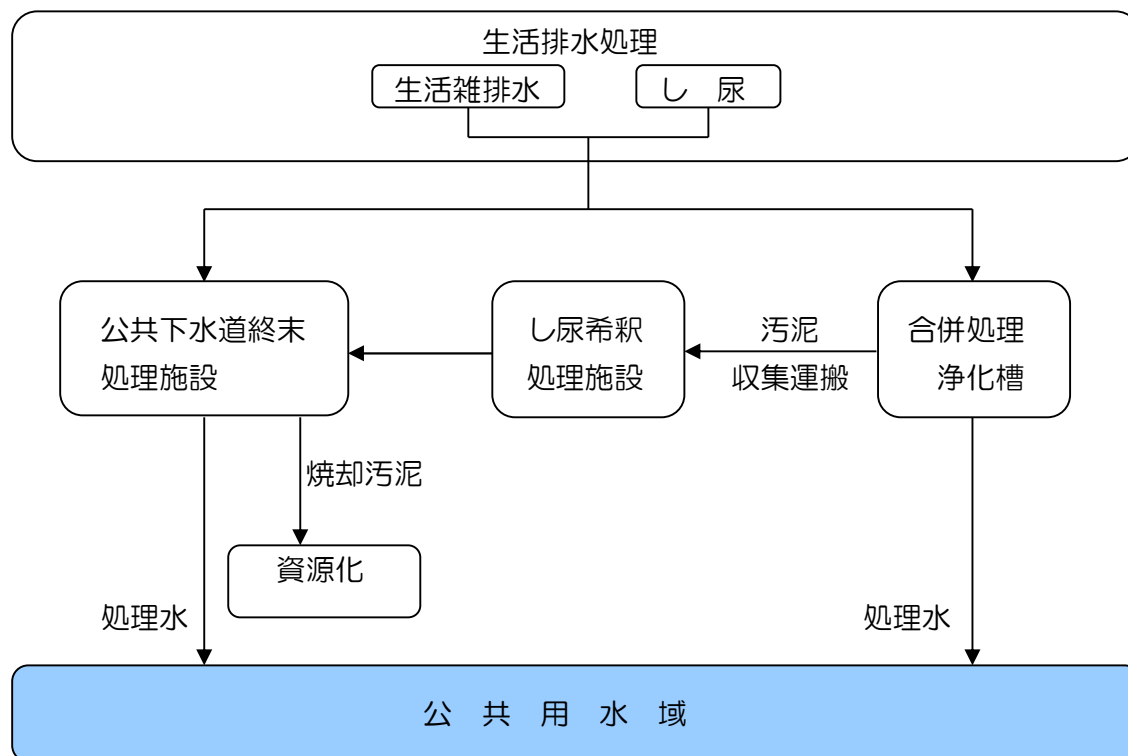 生活排水処理
生活雑排水
し　尿
公共下水道終末
処理施設
し尿希釈
処理施設
汚泥
収集運搬
合併処理
浄化槽
焼却汚泥
資源化
処理水
処理水
公　共　用　水　域